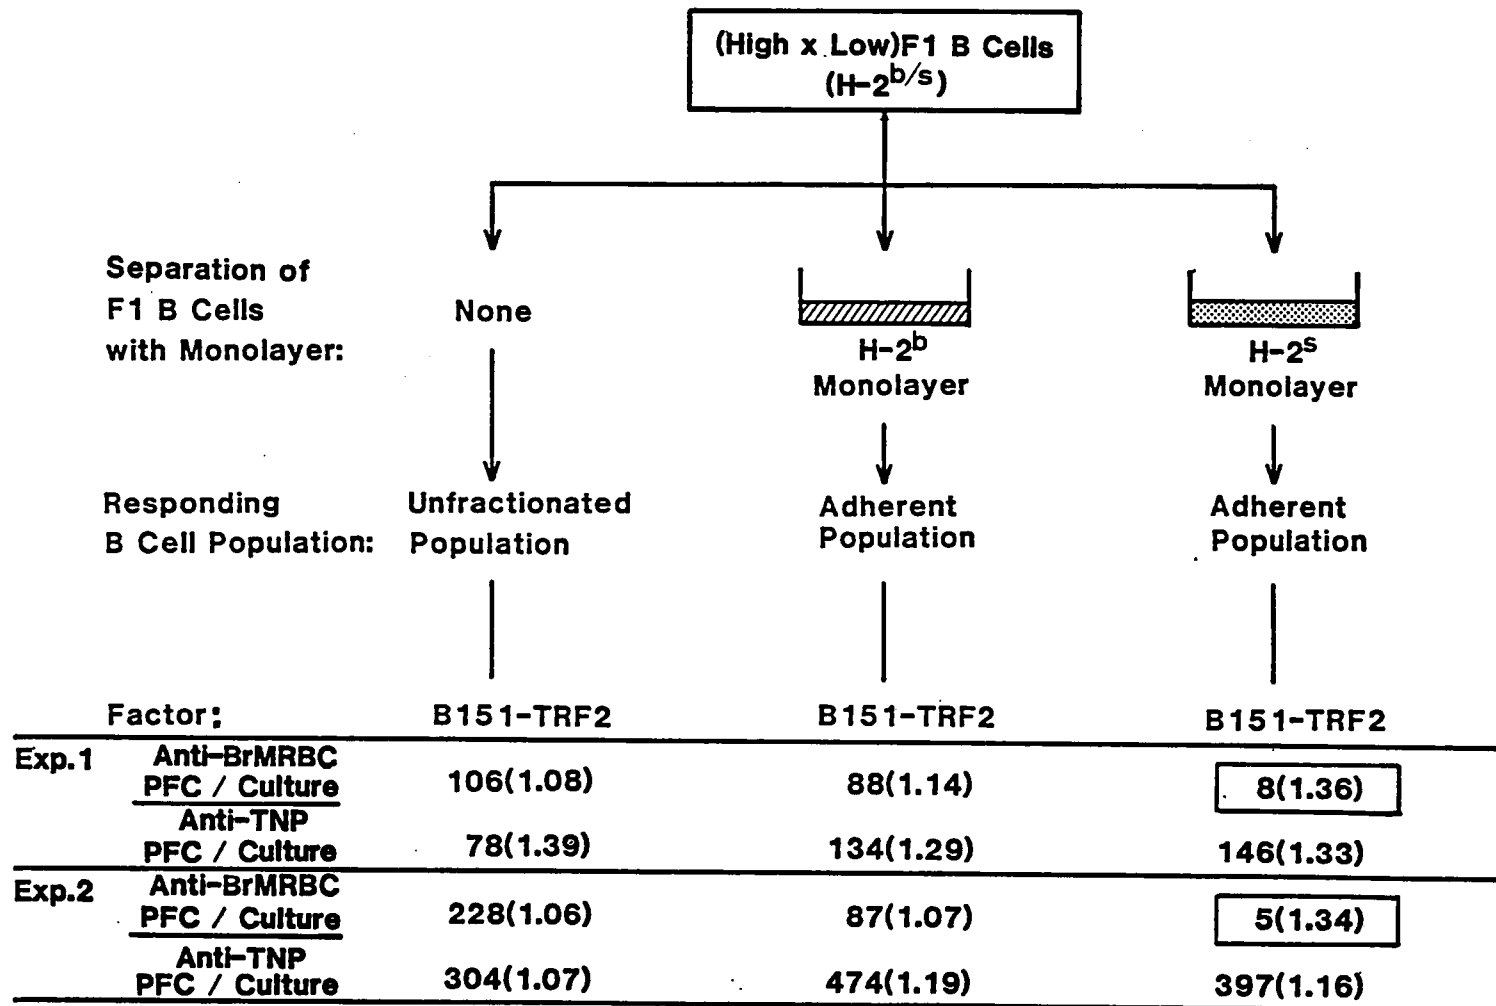 (High x Low)F1 B Cells
(H-2b/s)
Separation of
F1 B Cells
with Monolayer:
None
H-2b
Monolayer
H-2s
Monolayer
Responding
B Cell Population:
Unfractionated
Population
Adherent
Population
Adherent
Population
Factor: B151-TRF2 B151-TRF2 B151-TRF2
Exp.1 Anti-BrMRBC
PFC / Culture 106(1.08) 88(1.14) 8(1.36)
Anti-TNP
PFC / Culture 78(1.39) 134(1.29) 146(1.33)
Exp.2 Anti-BrMRBC
PFC / Culture 228(1.06) 87(1.07) 5(1.34)
Anti-TNP
PFC / Culture 304(1.07) 474(1.19) 397(1.16)